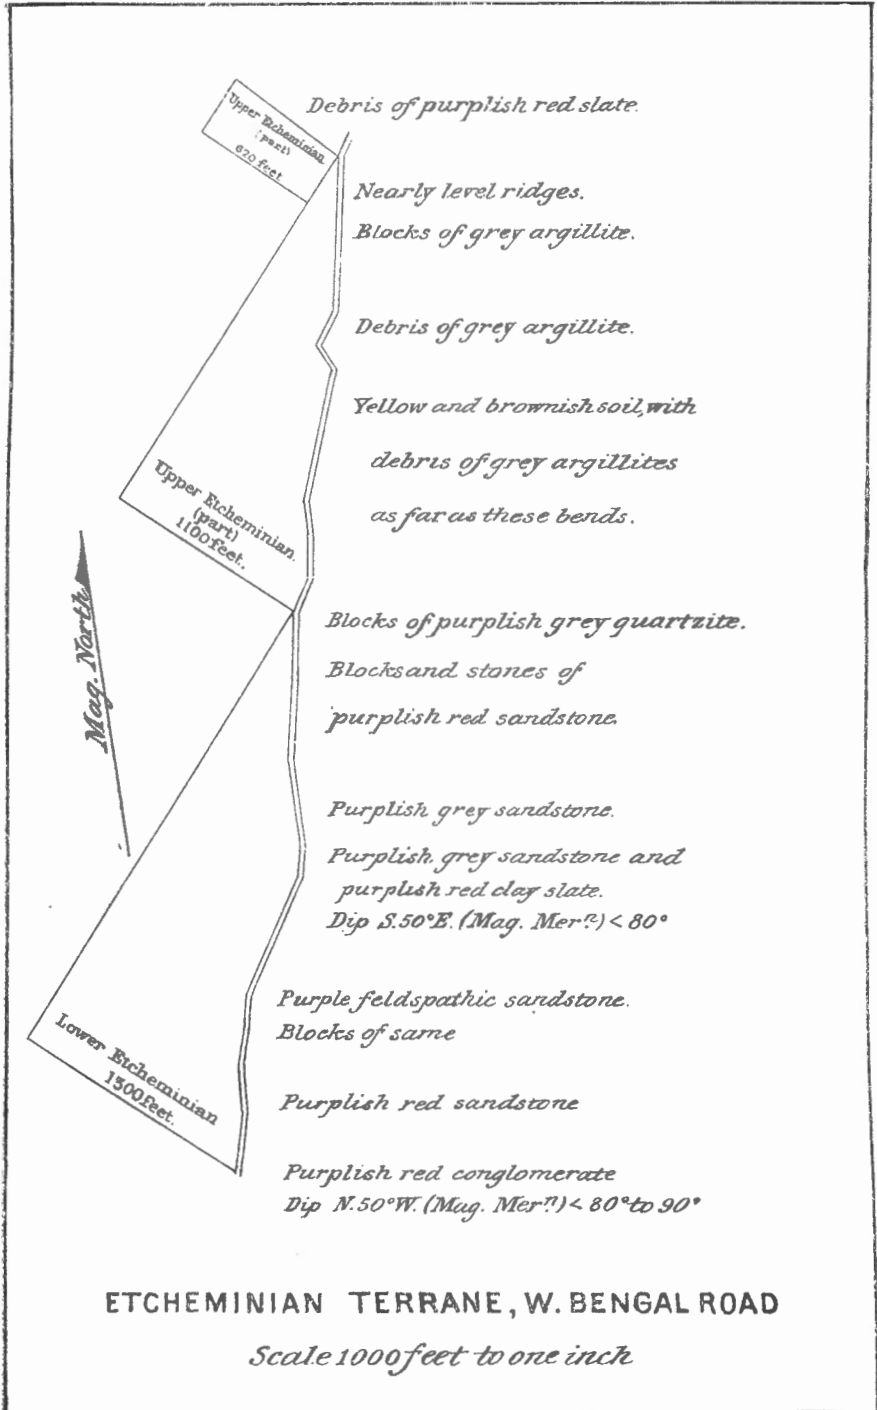 Debris of purplish red slate.
Upper Etcheminian
(part)
620 feet
Nearly level ridges.
Blocks of grey argillite.
Debris of grey argillite.
Yellow and brownish soil, with
debris of grey argillites
as far as these bends.
Upper Etcheminian.
(part)
1100 feet.
Mag. North
Blocks of purplish grey quartzite.
Blocks and stones of
purplish red sandstone.
Purplish grey sandstone.
Purplish grey sandstone and
purplish red clay slate.
Dip S. 50° E. (Mag. Merⁿ.) < 80°
Purple feldspathic sandstone.
Blocks of same
Lower Etcheminian
1300 feet.
Purplish red sandstone
Purplish red conglomerate
Dip N. 50° W. (Mag. Merⁿ.) < 80° to 90°
ETCHEMINIAN TERRANE, W. BENGAL ROAD
Scale 1000 feet to one inch